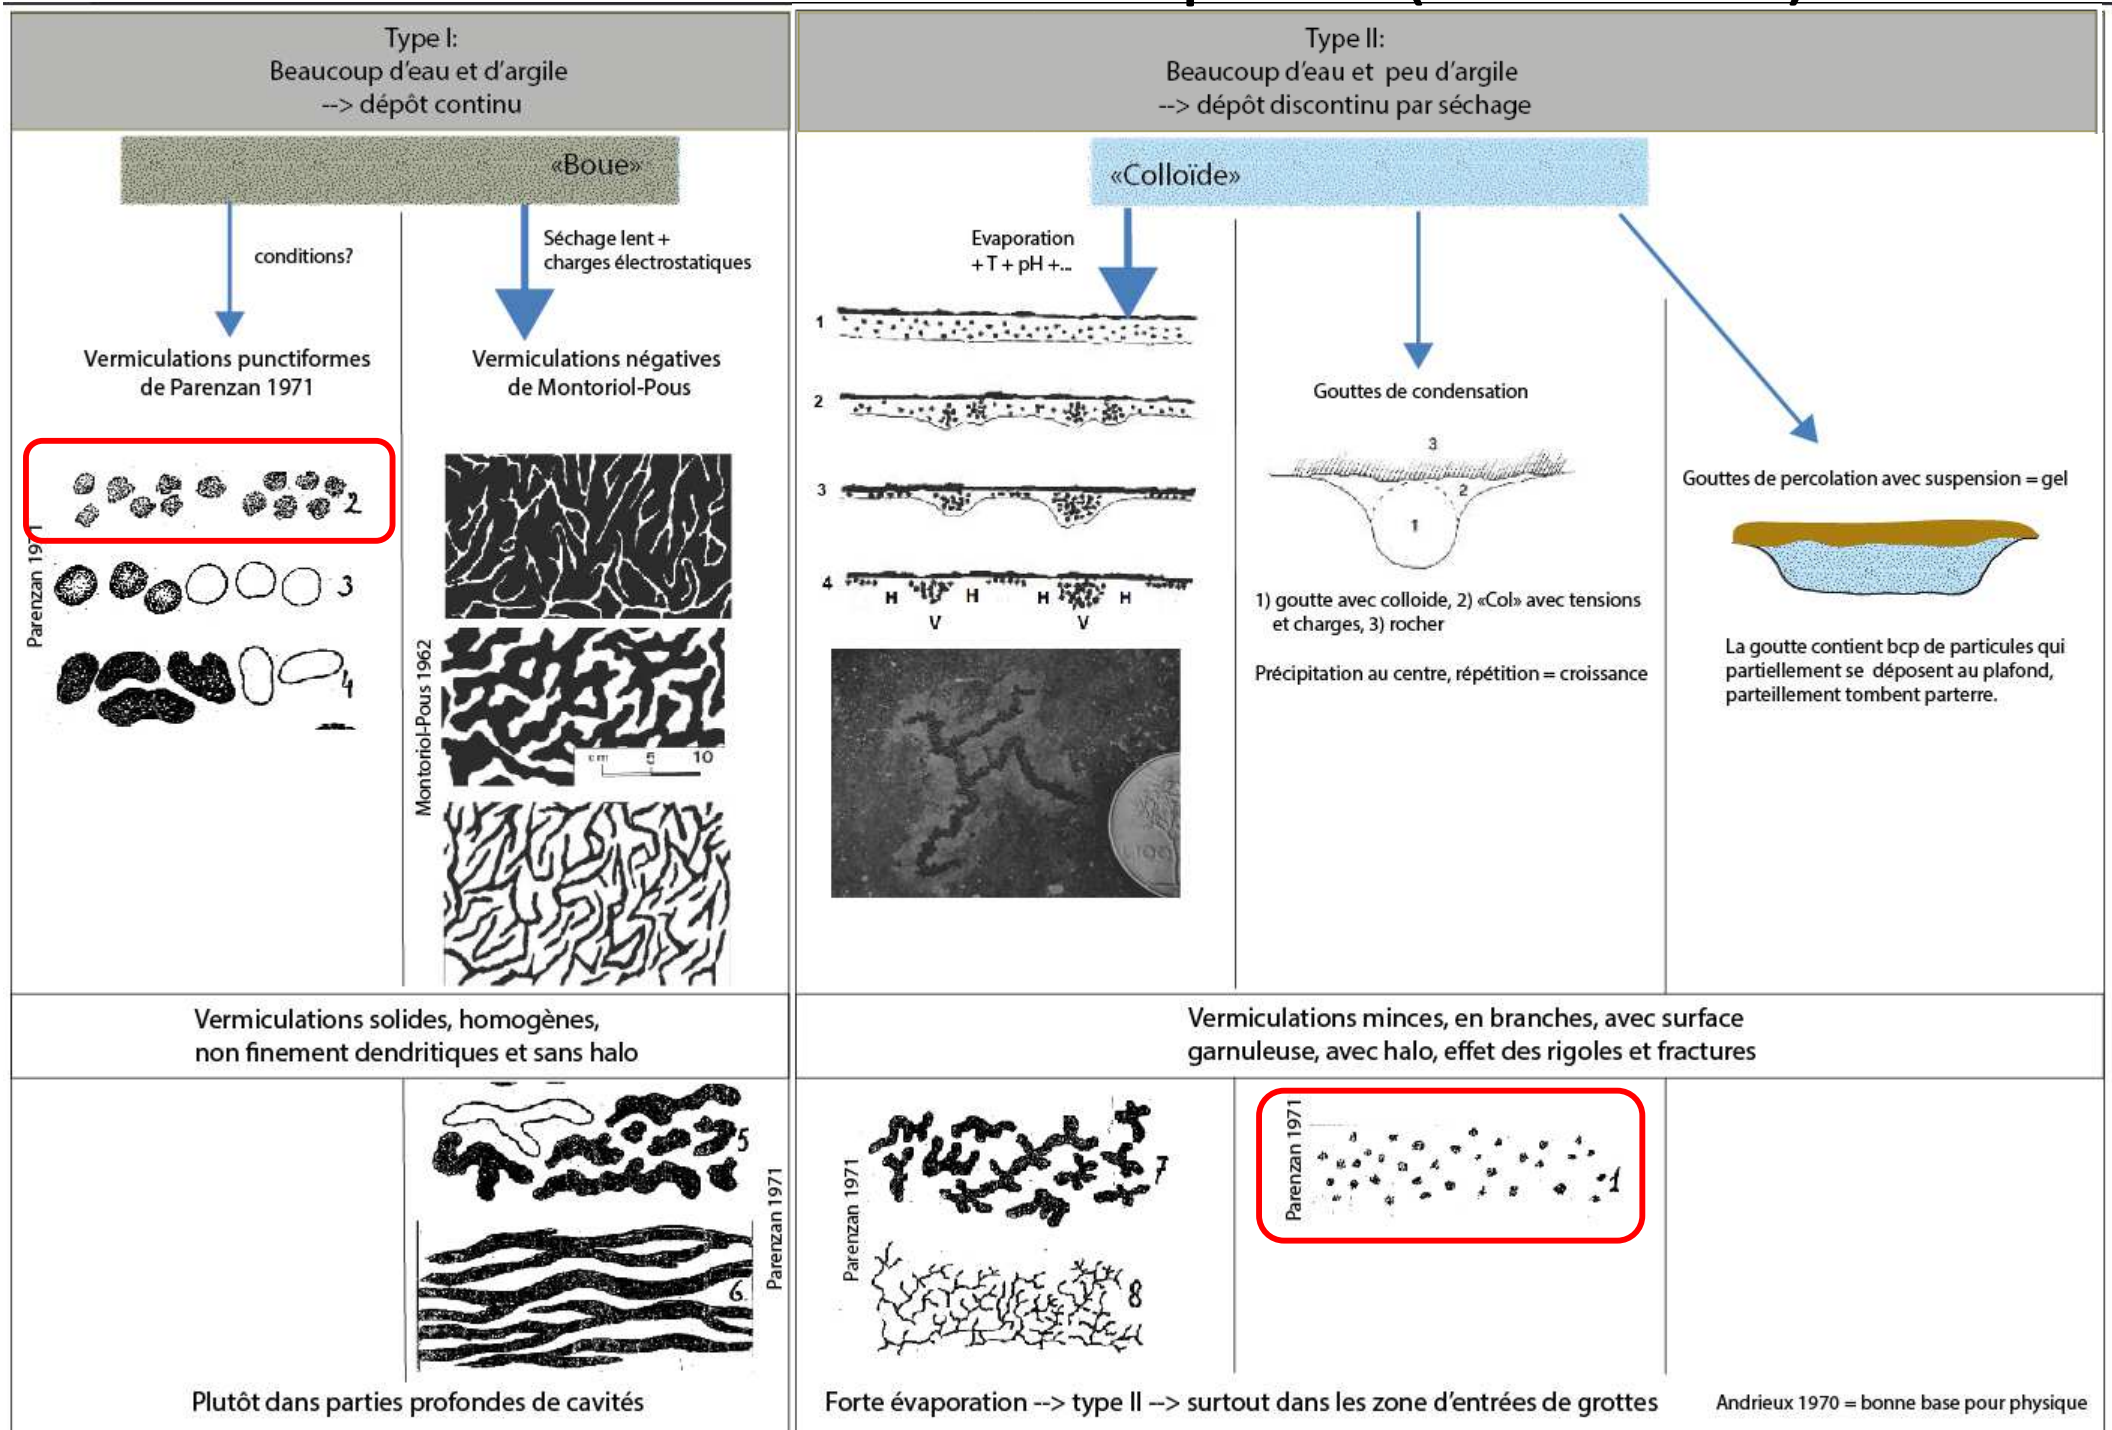 Type I:
Beaucoup d'eau et d'argile
--> dépôt continu
Type II:
Beaucoup d'eau et peu d'argile
--> dépôt discontinu par séchage
«Boue»
«Colloïde»
conditions?
Séchage lent +
charges électrostatiques
Evaporation
+ T + pH +...
Vermiculations punctiformes
de Parenzan 1971
Vermiculations négatives
de Montoriol-Pous
Parenzan 1971
2
3
4
Montoriol-Pous 1962
cm 5 10
1
2
3
4
H H H H
V V
L.100
Gouttes de condensation
3
2
1
1) goutte avec colloide, 2) «Col» avec tensions
et charges, 3) rocher
Précipitation au centre, répétition = croissance
Gouttes de percolation avec suspension = gel
La goutte contient bcp de particules qui
partiellement se déposent au plafond,
parteillement tombent parterre.
Vermiculations solides, homogènes,
non finement dendritiques et sans halo
Vermiculations minces, en branches, avec surface
garnuleuse, avec halo, effet des rigoles et fractures
5
6.
Parenzan 1971
Parenzan 1971
7
8
Parenzan 1971
1
Plutôt dans parties profondes de cavités
Forte évaporation --> type II --> surtout dans les zone d'entrées de grottes
Andrieux 1970 = bonne base pour physique